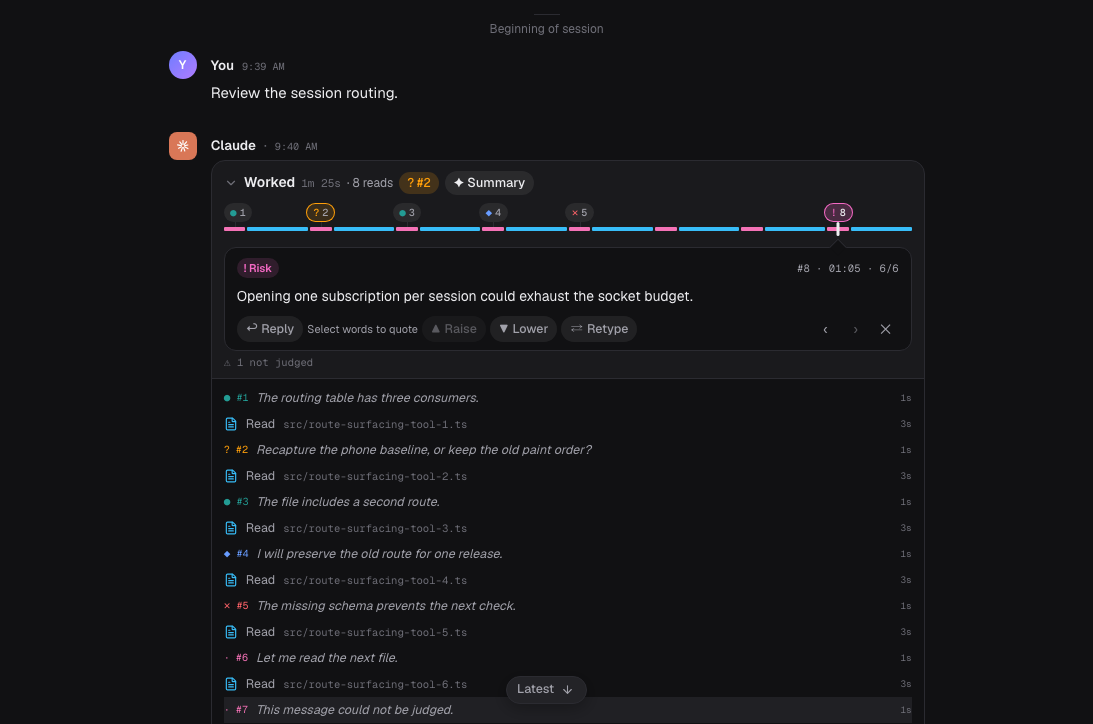 Beginning of session
Y You 9:39 AM
Review the session routing.
Claude · 9:40 AM
Worked 1m 25s · 8 reads ? #2 ✦ Summary
● 1 ? 2 ● 3 ◆ 4 × 5 ! 8
! Risk #8 · 01:05 · 6/6
Opening one subscription per session could exhaust the socket budget.
↩ Reply Select words to quote ▲ Raise ▼ Lower ⇄ Retype ‹ › ×
⚠ 1 not judged
● #1 The routing table has three consumers. 1s
Read src/route-surfacing-tool-1.ts 3s
? #2 Recapture the phone baseline, or keep the old paint order? 1s
Read src/route-surfacing-tool-2.ts 3s
● #3 The file includes a second route. 1s
Read src/route-surfacing-tool-3.ts 3s
◆ #4 I will preserve the old route for one release. 1s
Read src/route-surfacing-tool-4.ts 3s
× #5 The missing schema prevents the next check. 1s
Read src/route-surfacing-tool-5.ts 3s
· #6 Let me read the next file. 1s
Read src/route-surfacing-tool-6.ts 3s
Latest ↓
· #7 This message could not be judged. 1s